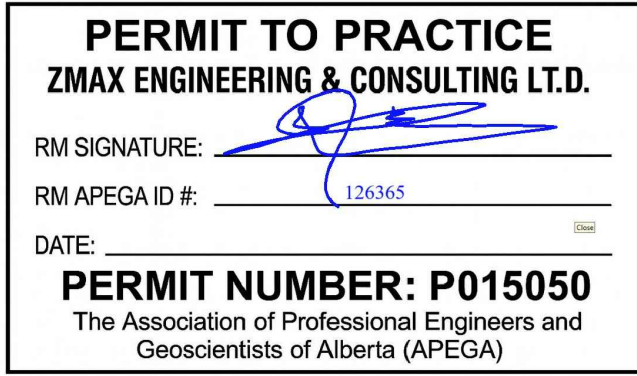 PERMIT TO PRACTICE
ZMAX ENGINEERING & CONSULTING LT.D.
RM SIGNATURE:
RM APEGA ID #: 126365
Close
DATE:
PERMIT NUMBER: P015050
The Association of Professional Engineers and
Geoscientists of Alberta (APEGA)